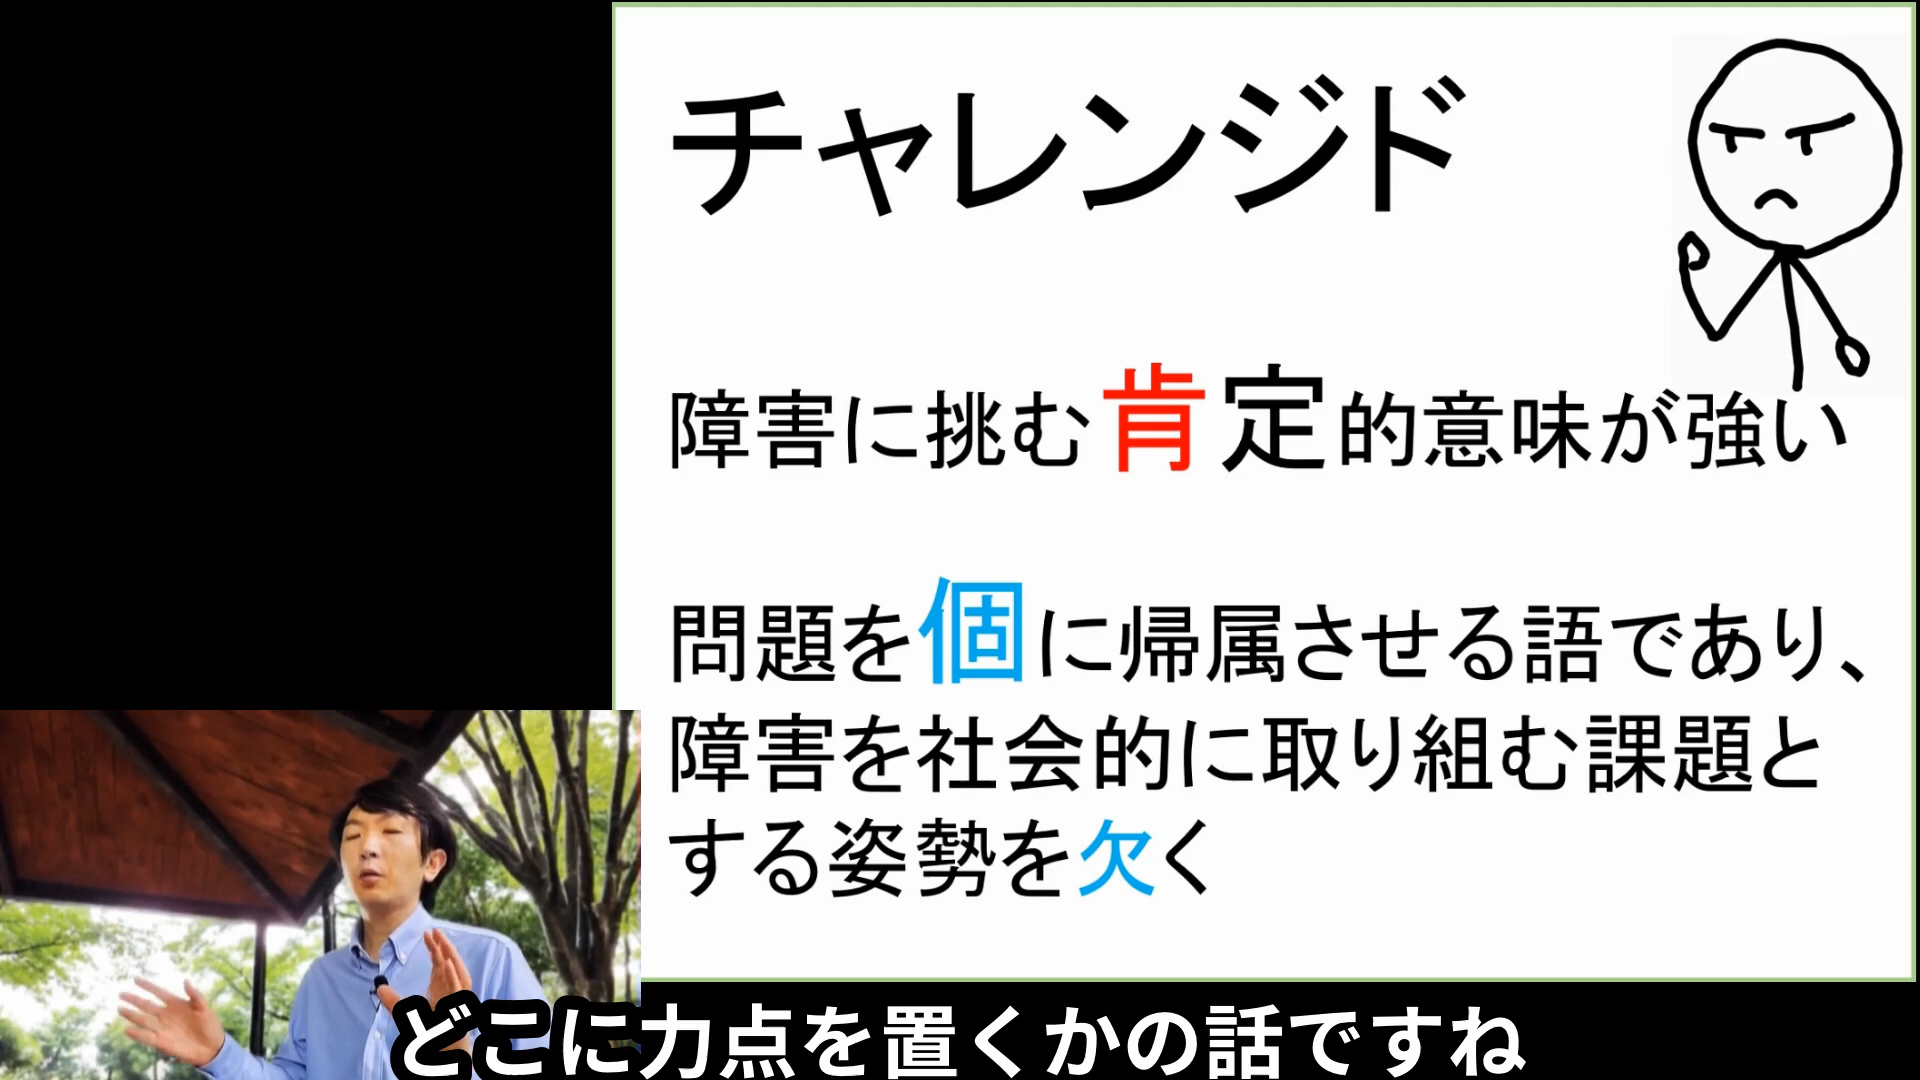 チャレンジド
障害に挑む肯定的意味が強い
問題を個に帰属させる語であり、
障害を社会的に取り組む課題と
する姿勢を欠く
どこに力点を置くかの話ですね